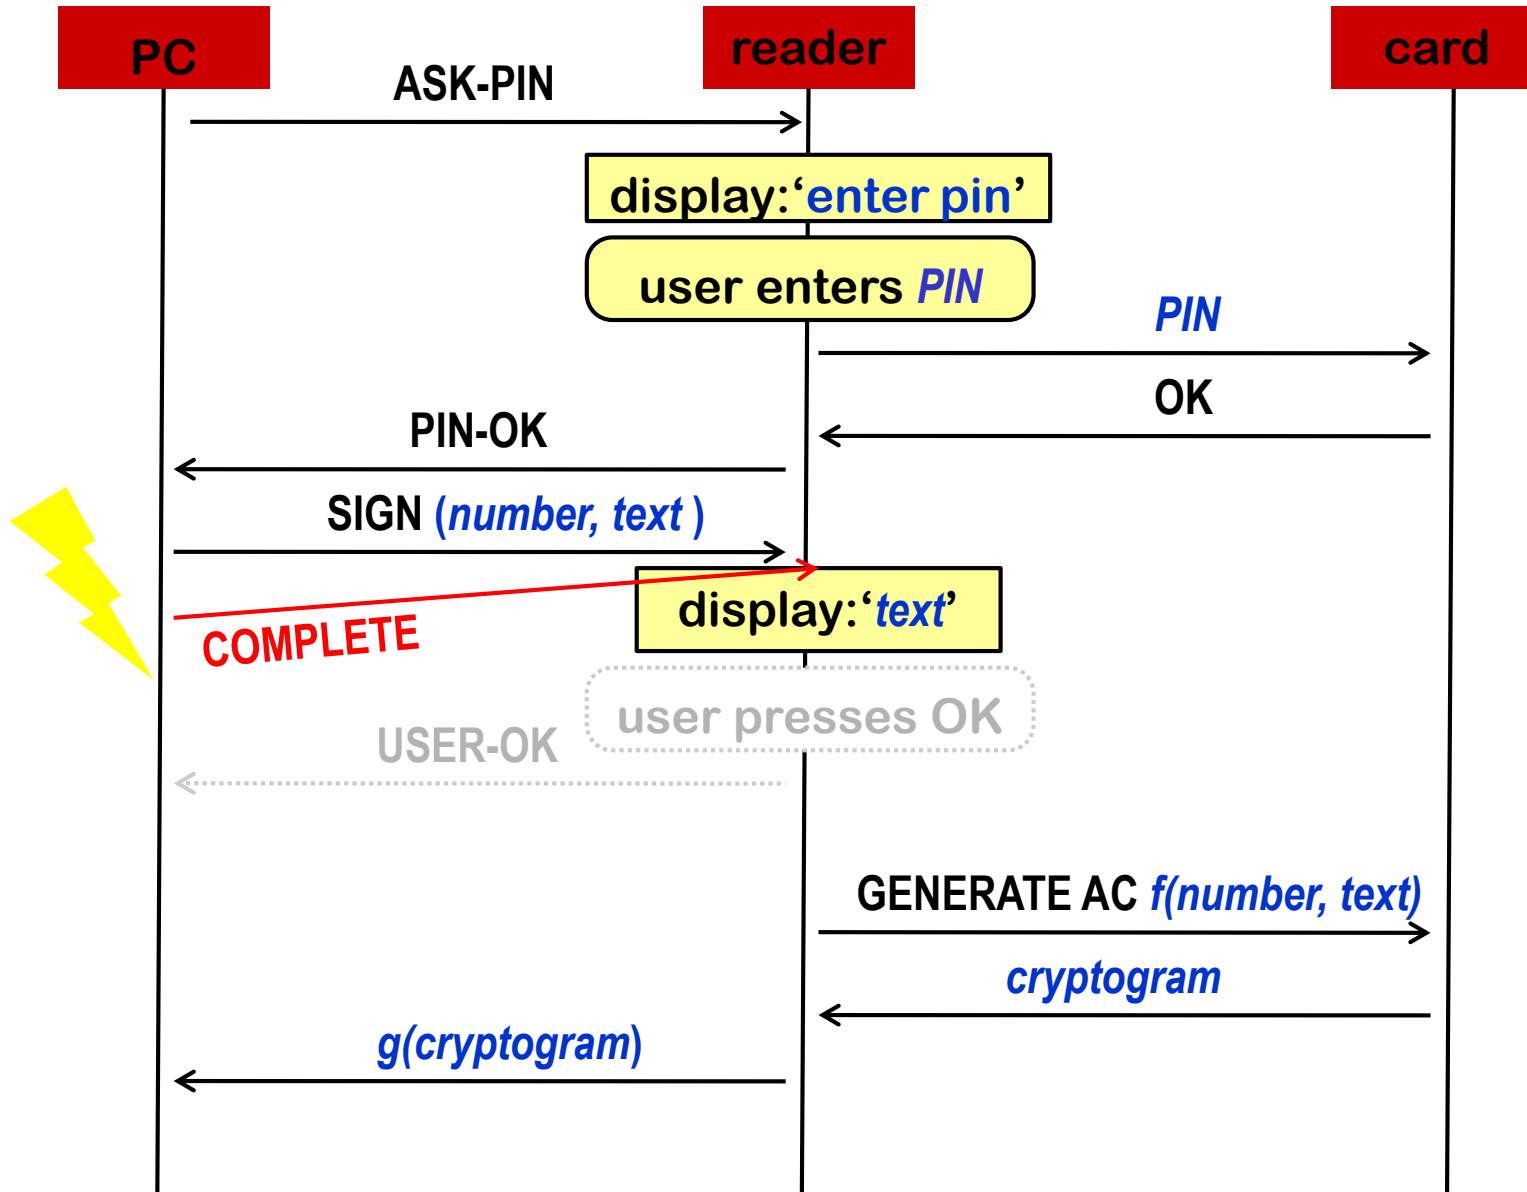 PC
reader
card
ASK-PIN
display:‘enter pin’
user enters PIN
PIN
OK
PIN-OK
SIGN (number, text )
display:‘text’
COMPLETE
user presses OK
USER-OK
GENERATE AC f(number, text)
cryptogram
g(cryptogram)